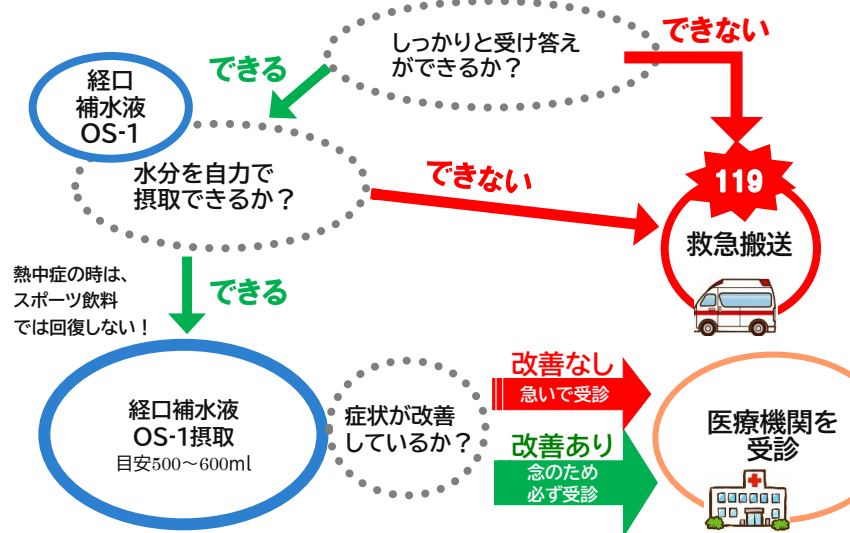 しっかりと受け答え
ができるか？
できない
できる
経口
補水液
OS-1
水分を自力で
摂取できるか？
できない
119
救急搬送
熱中症の時は、
スポーツ飲料
では回復しない！
できる
経口補水液
OS-1摂取
目安500～600ml
症状が改善
しているか？
改善なし
急いで受診
改善あり
念のため
必ず受診
医療機関を
受診